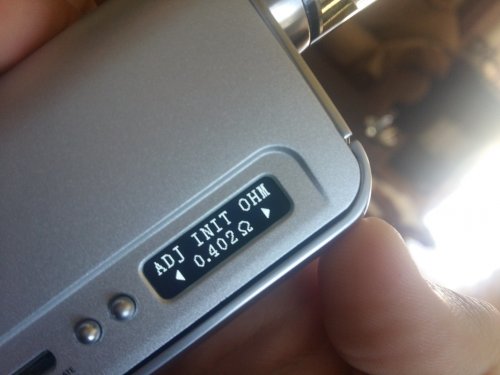 ADJ INIT OHM
◀ 0.402Ω ▶